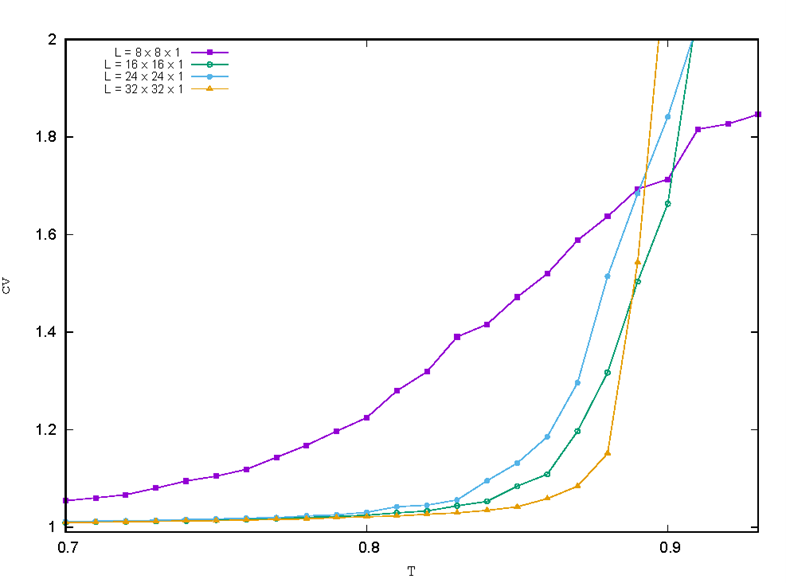 2
L = 8 x 8 x 1
L = 16 x 16 x 1
L = 24 x 24 x 1
L = 32 x 32 x 1
1.8
1.6
cv
1.4
1.2
1
0.7 0.8 0.9
T